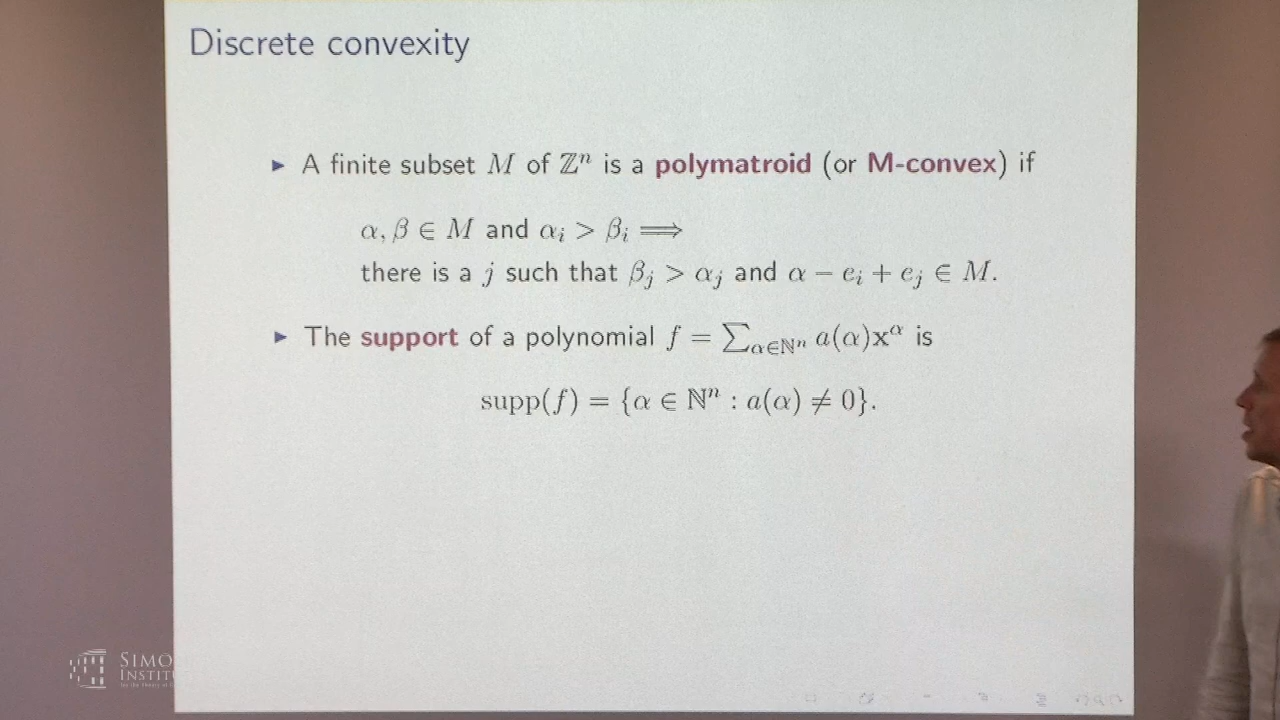 Discrete convexity
▶ A finite subset M of ℤⁿ is a polymatroid (or M-convex) if
α, β ∈ M and αᵢ > βᵢ ⟹
there is a j such that βⱼ > αⱼ and α − eᵢ + eⱼ ∈ M.
▶ The support of a polynomial f = ∑_{α∈ℕⁿ} a(α)x^α is
supp(f) = {α ∈ ℕⁿ : a(α) ≠ 0}.
SIMO
INSTIT